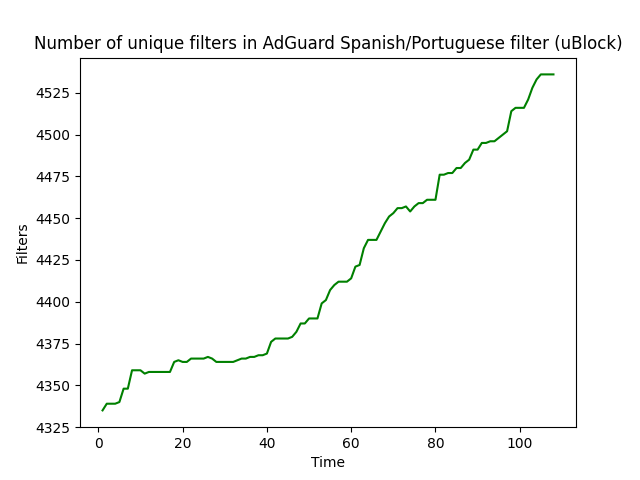 Number of unique filters in AdGuard Spanish/Portuguese filter (uBlock)
4525
4500
4475
4450
4425
4400
4375
4350
4325
Filters
0 20 40 60 80 100
Time